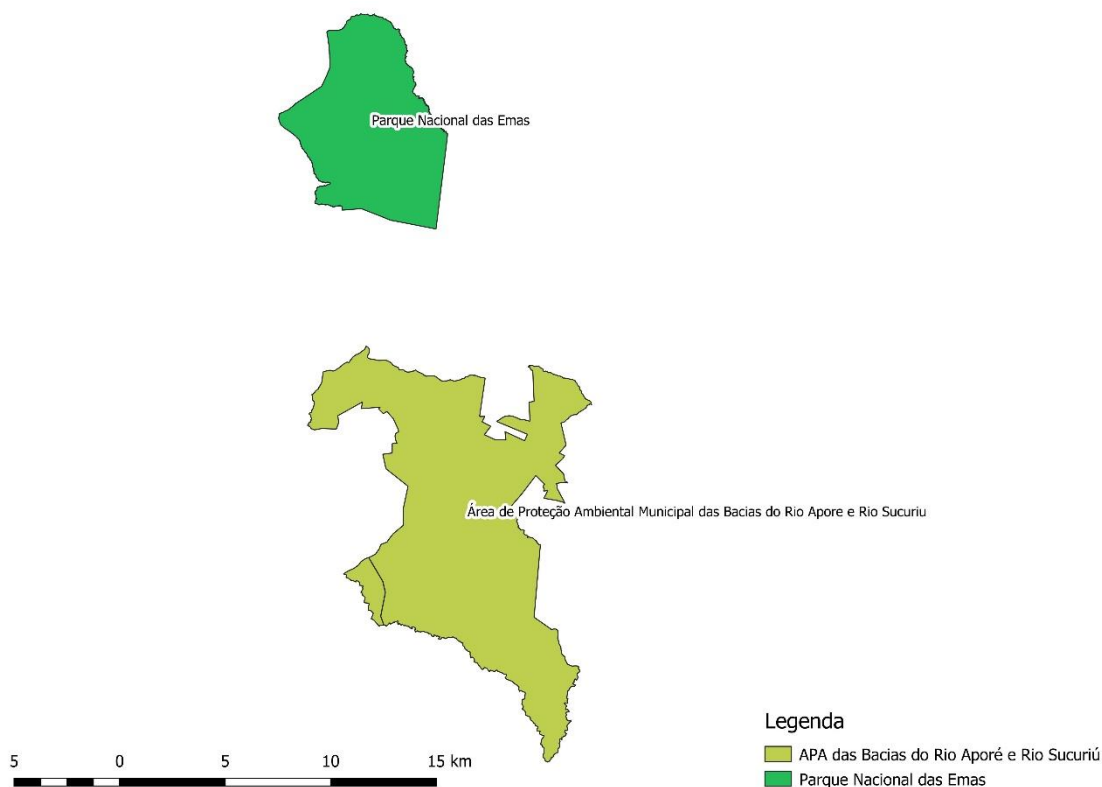 Parque Nacional das Emas
Área de Proteção Ambiental Municipal das Bacias do Rio Apore e Rio Sucuriu
Legenda
APA das Bacias do Rio Aporé e Rio Sucuriú
Parque Nacional das Emas
5 0 5 10 15 km